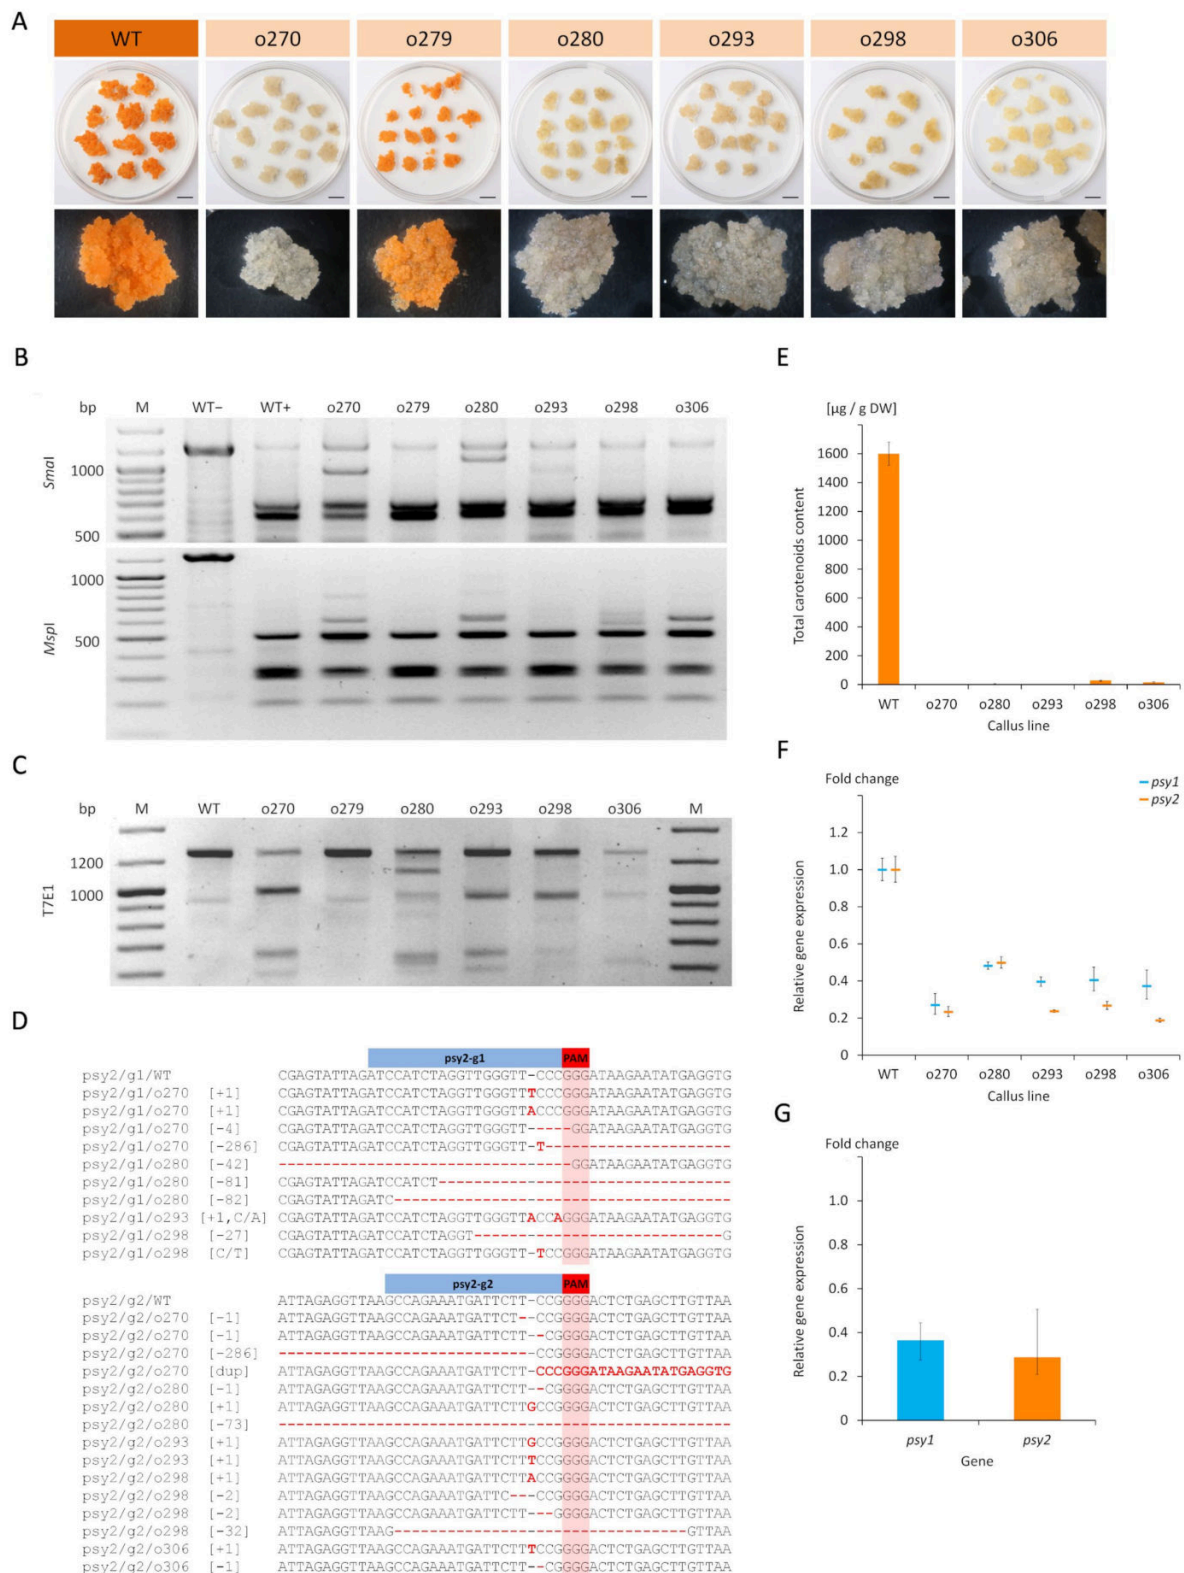 A
WT o270 o279 o280 o293 o298 o306
B
bp M WT− WT+ o270 o279 o280 o293 o298 o306
SmaI
1000
500
MspI
1000
500
C
bp M WT o270 o279 o280 o293 o298 o306 M
T7E1
1200
1000
D
psy2-g1 PAM
psy2/g1/WT CGAGTATTAGATCCATCTAGGTTGGGTT-CCCGGGATAAGAATATGAGGTG
psy2/g1/o270 [+1] CGAGTATTAGATCCATCTAGGTTGGGTTTCCCGGGATAAGAATATGAGGTG
psy2/g1/o270 [+1] CGAGTATTAGATCCATCTAGGTTGGGTTACCCGGGATAAGAATATGAGGTG
psy2/g1/o270 [-4] CGAGTATTAGATCCATCTAGGTTGGGTT-----GGATAAGAATATGAGGTG
psy2/g1/o270 [-286] CGAGTATTAGATCCATCTAGGTTGGGTT-T---------------------
psy2/g1/o280 [-42] ---------------------------------GGATAAGAATATGAGGTG
psy2/g1/o280 [-81] CGAGTATTAGATCCATCT---------------------------------
psy2/g1/o280 [-82] CGAGTATTAGATC--------------------------------------
psy2/g1/o293 [+1,C/A] CGAGTATTAGATCCATCTAGGTTGGGTTACCAGGGATAAGAATATGAGGTG
psy2/g1/o298 [-27] CGAGTATTAGATCCATCTAGGT----------------------------G
psy2/g1/o298 [C/T] CGAGTATTAGATCCATCTAGGTTGGGTT-TCCGGGATAAGAATATGAGGTG
psy2-g2 PAM
psy2/g2/WT ATTAGAGGTTAAGCCAGAAATGATTCTT-CCGGGGACTCTGAGCTTGTTAA
psy2/g2/o270 [-1] ATTAGAGGTTAAGCCAGAAATGATTCT--CCGGGGACTCTGAGCTTGTTAA
psy2/g2/o270 [-1] ATTAGAGGTTAAGCCAGAAATGATTCTT--CGGGGACTCTGAGCTTGTTAA
psy2/g2/o270 [-286] ----------------------------CCGGGGACTCTGAGCTTGTTAA
psy2/g2/o270 [dup] ATTAGAGGTTAAGCCAGAAATGATTCTT-CCCGGGATAAGAATATGAGGTG
psy2/g2/o280 [-1] ATTAGAGGTTAAGCCAGAAATGATTCTT--CGGGGACTCTGAGCTTGTTAA
psy2/g2/o280 [+1] ATTAGAGGTTAAGCCAGAAATGATTCTTGCCGGGGACTCTGAGCTTGTTAA
psy2/g2/o280 [-73] ---------------------------------------------------
psy2/g2/o293 [+1] ATTAGAGGTTAAGCCAGAAATGATTCTTGCCGGGGACTCTGAGCTTGTTAA
psy2/g2/o293 [+1] ATTAGAGGTTAAGCCAGAAATGATTCTTTCCGGGGACTCTGAGCTTGTTAA
psy2/g2/o298 [+1] ATTAGAGGTTAAGCCAGAAATGATTCTTACCGGGGACTCTGAGCTTGTTAA
psy2/g2/o298 [-2] ATTAGAGGTTAAGCCAGAAATGATTC---CCGGGGACTCTGAGCTTGTTAA
psy2/g2/o298 [-2] ATTAGAGGTTAAGCCAGAAATGATTCTT---GGGGACTCTGAGCTTGTTAA
psy2/g2/o298 [-32] ATTAGAGGTTAAG---------------------------------GTTAA
psy2/g2/o306 [+1] ATTAGAGGTTAAGCCAGAAATGATTCTTTCCGGGGACTCTGAGCTTGTTAA
psy2/g2/o306 [-1] ATTAGAGGTTAAGCCAGAAATGATTCTT--CGGGGACTCTGAGCTTGTTAA
E
[µg / g DW]
Total carotenoids content
1600
1400
1200
1000
800
600
400
200
0
WT o270 o280 o293 o298 o306
Callus line
F
Fold change
psy1
psy2
Relative gene expression
1.2
1.0
0.8
0.6
0.4
0.2
0
WT o270 o280 o293 o298 o306
Callus line
G
Fold change
Relative gene expression
1.0
0.8
0.6
0.4
0.2
0
psy1 psy2
Gene